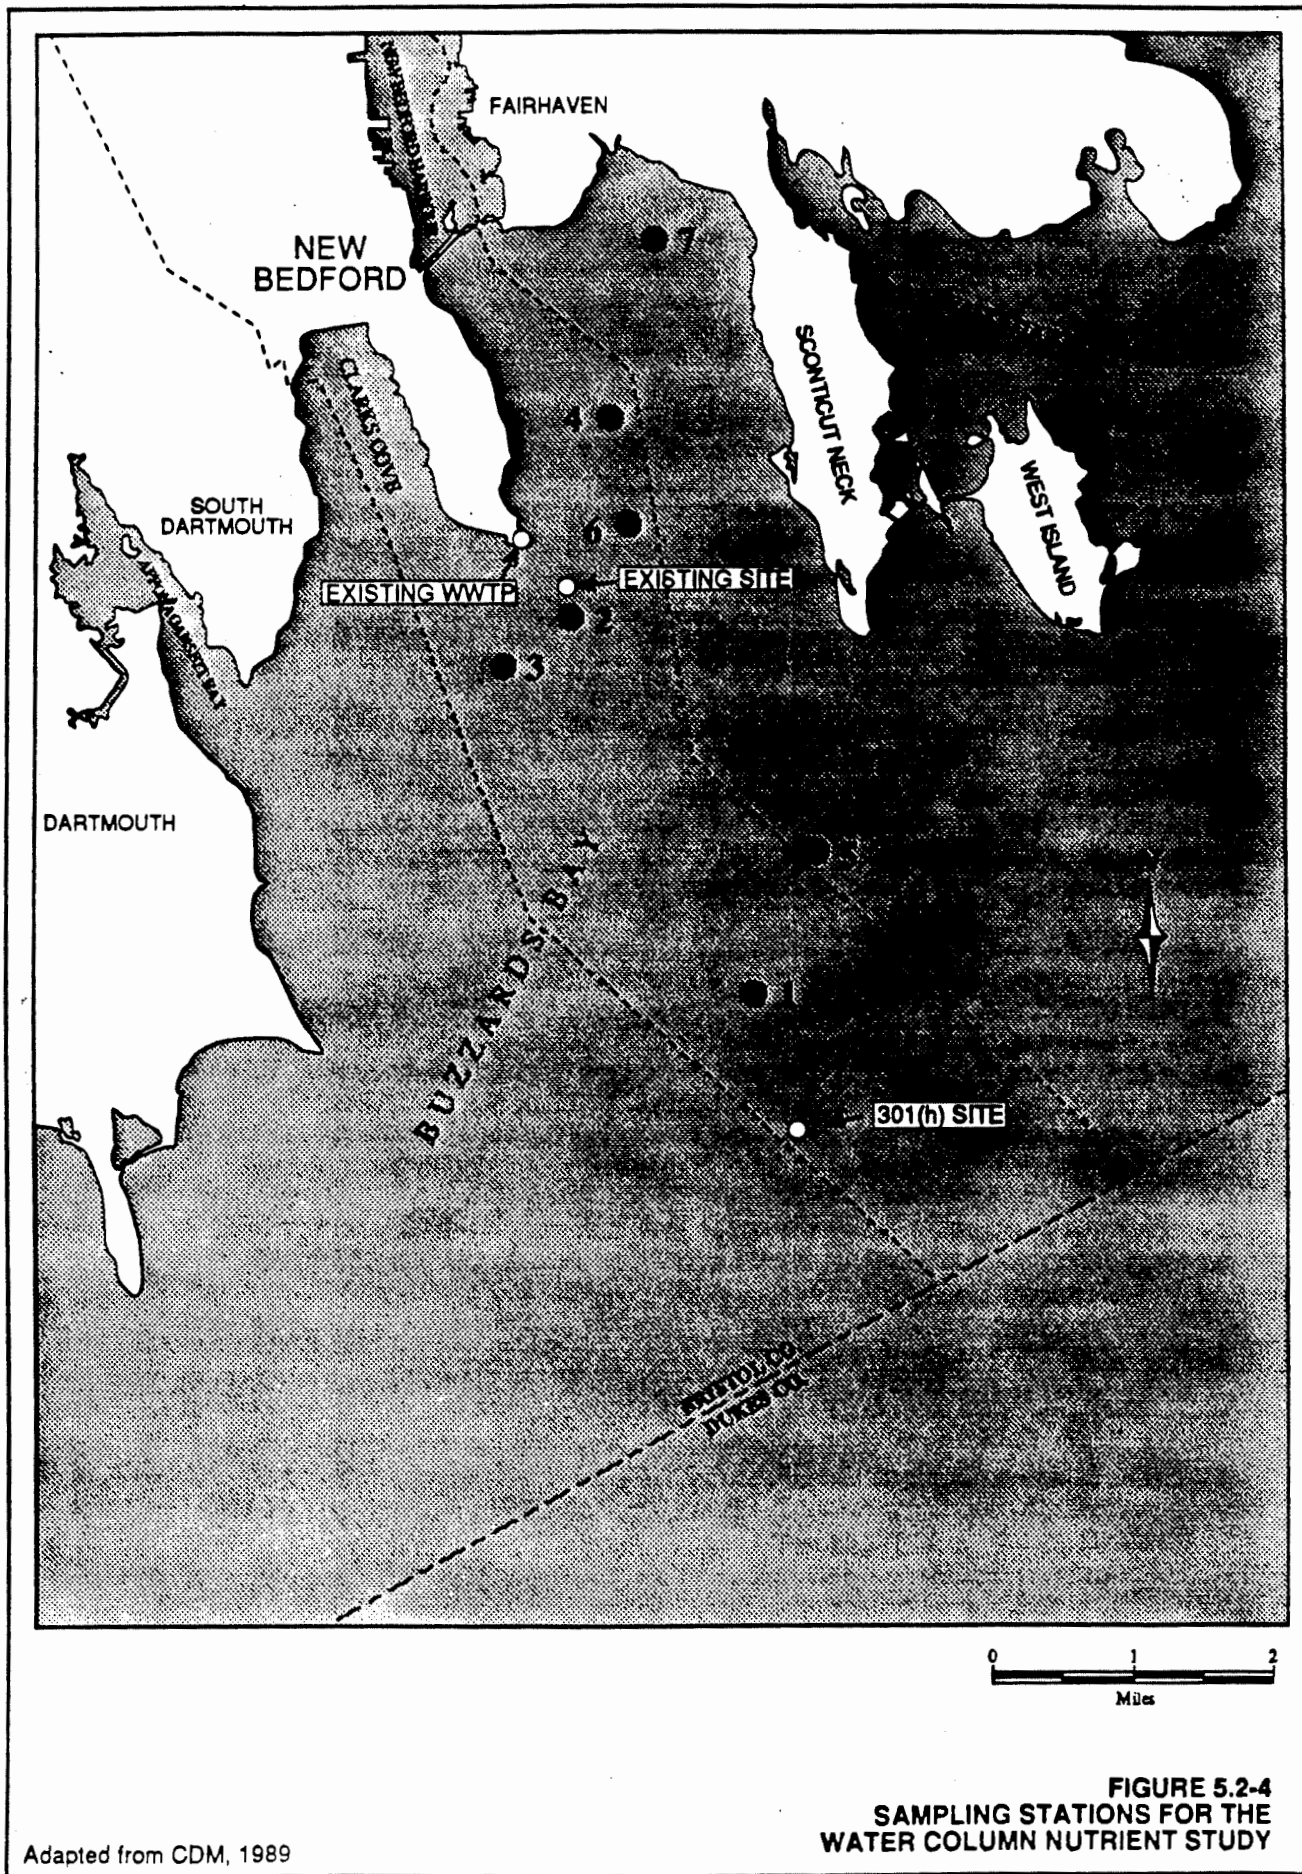 FAIRHAVEN
NEW
BEDFORD
7
CLARKS COVE
SCONTICUT NECK
4
WEST ISLAND
SOUTH
DARTMOUTH
6
EXISTING WWTP
EXISTING SITE
2
3
DARTMOUTH
BUZZARDS BAY
1
301(h) SITE
BRISTOL CO.
DUKES CO.
0 1 2
Miles
FIGURE 5.2-4
SAMPLING STATIONS FOR THE
WATER COLUMN NUTRIENT STUDY
Adapted from CDM, 1989